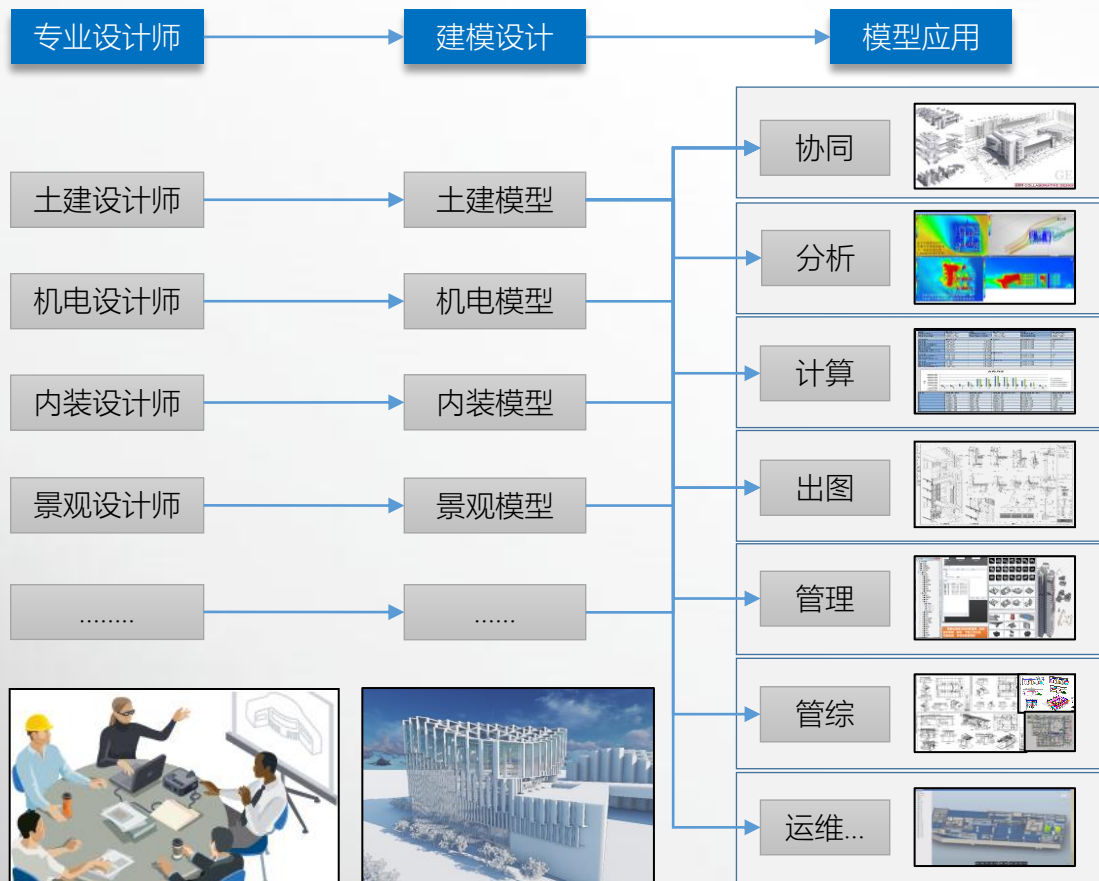 专业设计师
建模设计
模型应用
土建设计师
土建模型
机电设计师
机电模型
内装设计师
内装模型
景观设计师
景观模型
........
......
协同
分析
计算
出图
管理
管综
运维...